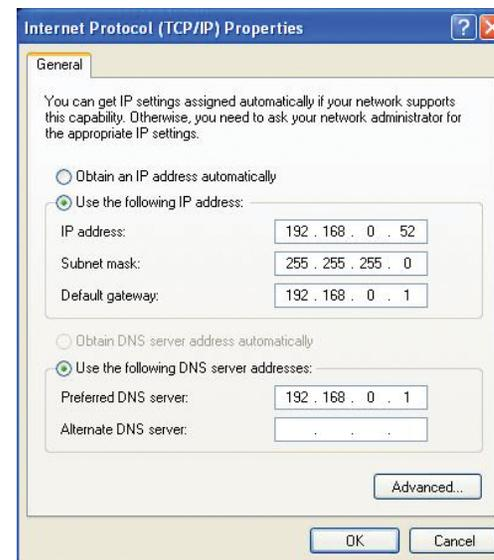 Internet Protocol (TCP/IP) Properties
General
You can get IP settings assigned automatically if your network supports
this capability. Otherwise, you need to ask your network administrator for
the appropriate IP settings.
Obtain an IP address automatically
Use the following IP address:
IP address: 192 . 168 . 0 . 52
Subnet mask: 255 . 255 . 255 . 0
Default gateway: 192 . 168 . 0 . 1
Obtain DNS server address automatically
Use the following DNS server addresses:
Preferred DNS server: 192 . 168 . 0 . 1
Alternate DNS server: . . .
Advanced...
OK Cancel